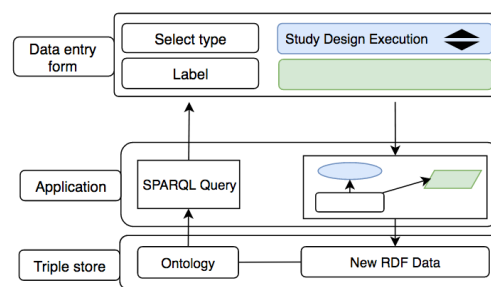 Data entry
form
Select type
Study Design Execution
Label
Application
SPARQL Query
Triple store
Ontology
New RDF Data